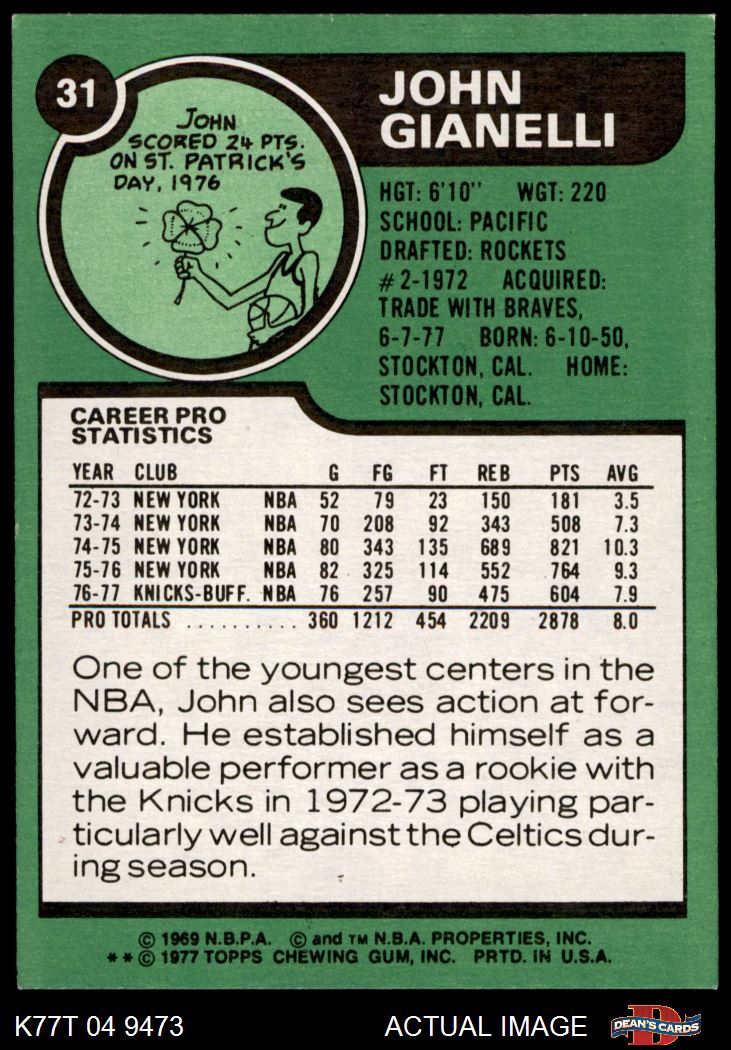 31
JOHN
SCORED 24 PTS.
ON ST. PATRICK'S
DAY, 1976
JOHN
GIANELLI
HGT: 6'10" WGT: 220
SCHOOL: PACIFIC
DRAFTED: ROCKETS
#2-1972 ACQUIRED:
TRADE WITH BRAVES,
6-7-77 BORN: 6-10-50,
STOCKTON, CAL. HOME:
STOCKTON, CAL.
CAREER PRO
STATISTICS
YEAR CLUB G FG FT REB PTS AVG
72-73 NEW YORK NBA 52 79 23 150 181 3.5
73-74 NEW YORK NBA 70 208 92 343 508 7.3
74-75 NEW YORK NBA 80 343 135 689 821 10.3
75-76 NEW YORK NBA 82 325 114 552 764 9.3
76-77 KNICKS-BUFF. NBA 76 257 90 475 604 7.9
PRO TOTALS .......... 360 1212 454 2209 2878 8.0
One of the youngest centers in the
NBA, John also sees action at for-
ward. He established himself as a
valuable performer as a rookie with
the Knicks in 1972-73 playing par-
ticularly well against the Celtics dur-
ing season.
© 1969 N.B.P.A. © and TM N.B.A. PROPERTIES, INC.
** © 1977 TOPPS CHEWING GUM, INC. PRTD. IN U.S.A.
K77T 04 9473 ACTUAL IMAGE
D
DEAN'S CARDS